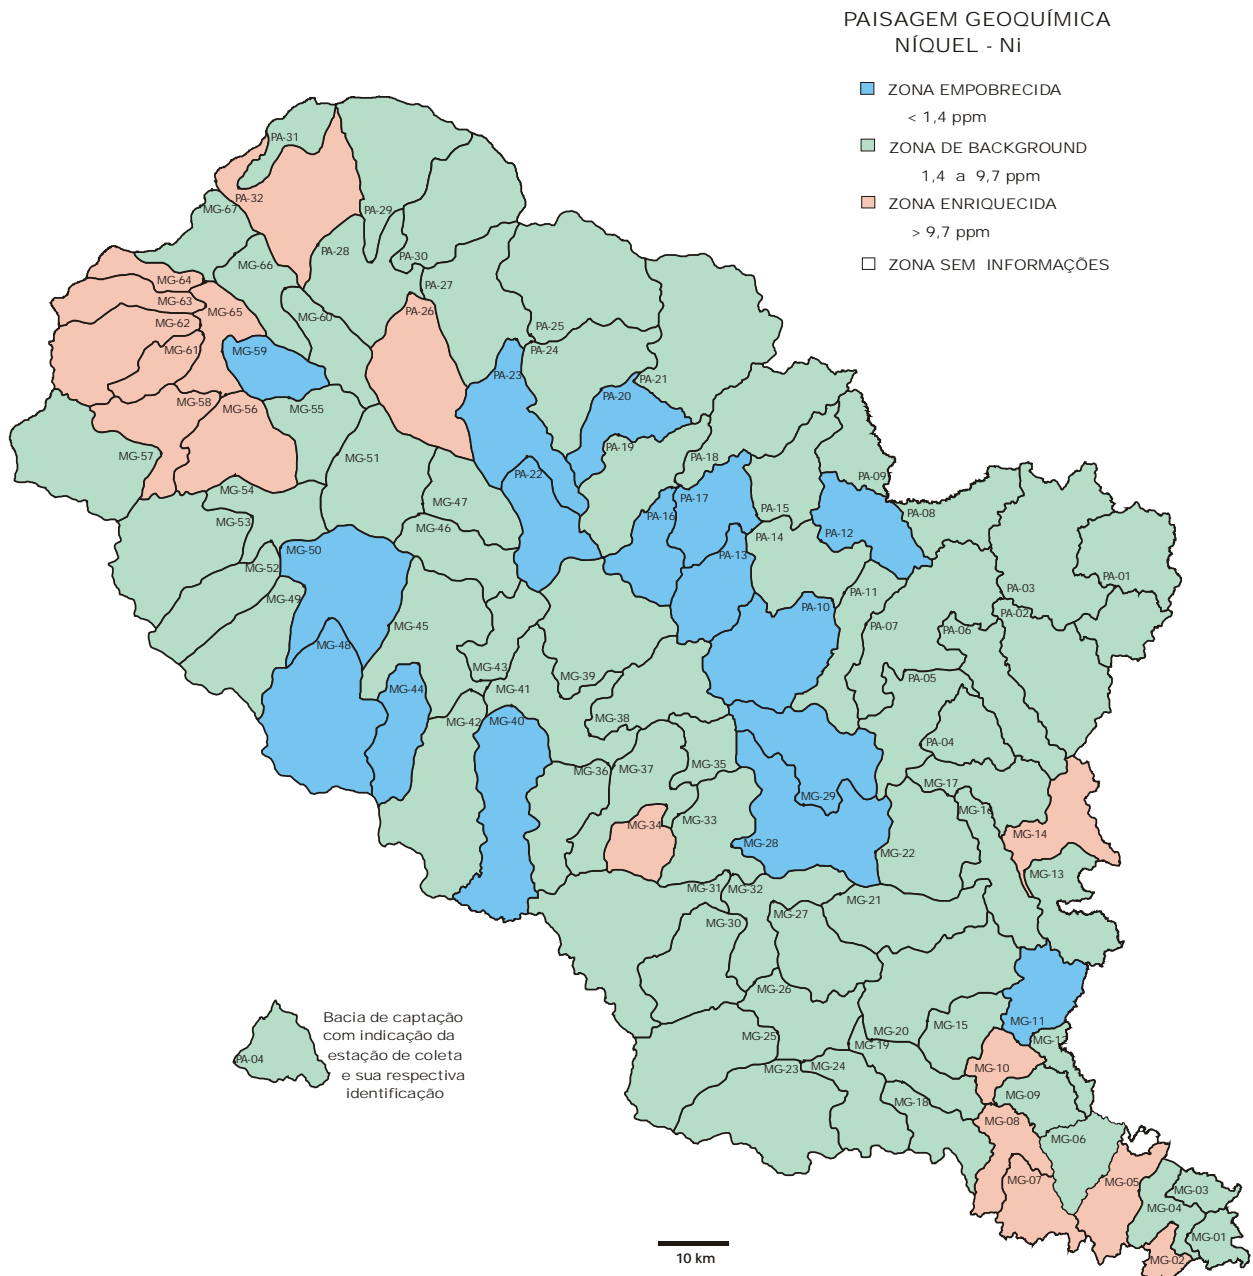 PAISAGEM GEOQUÍMICA
NÍQUEL - Ni
ZONA EMPOBRECIDA
< 1,4 ppm
ZONA DE BACKGROUND
1,4 a 9,7 ppm
ZONA ENRIQUECIDA
> 9,7 ppm
ZONA SEM INFORMAÇÕES
PA-31
PA-32
MG-67
PA-29
PA-28
PA-30
MG-66
MG-64
PA-27
MG-63
MG-65
PA-26
MG-60
MG-62
PA-25
MG-61
MG-59
PA-24
PA-23
PA-21
PA-20
MG-58
MG-56
MG-55
PA-19
MG-57
MG-51
PA-18
PA-22
PA-09
MG-54
MG-47
PA-17
PA-16
PA-15
PA-08
MG-53
MG-46
PA-14
PA-12
MG-50
PA-13
MG-52
PA-01
PA-03
MG-49
PA-11
PA-10
PA-02
MG-45
PA-07
PA-06
MG-48
MG-43
MG-39
PA-05
MG-44
MG-41
MG-42
MG-40
MG-38
PA-04
MG-36
MG-37
MG-35
MG-17
MG-29
MG-16
MG-34
MG-33
MG-14
MG-28
MG-22
MG-13
MG-31
MG-32
MG-21
MG-27
MG-30
MG-26
Bacia de captação
com indicação da
estação de coleta
e sua respectiva
identificação
PA-04
MG-15
MG-11
MG-25
MG-20
MG-12
MG-19
MG-23
MG-24
MG-10
MG-09
MG-18
MG-08
MG-06
MG-07
MG-05
MG-03
MG-04
MG-01
MG-02
10 km